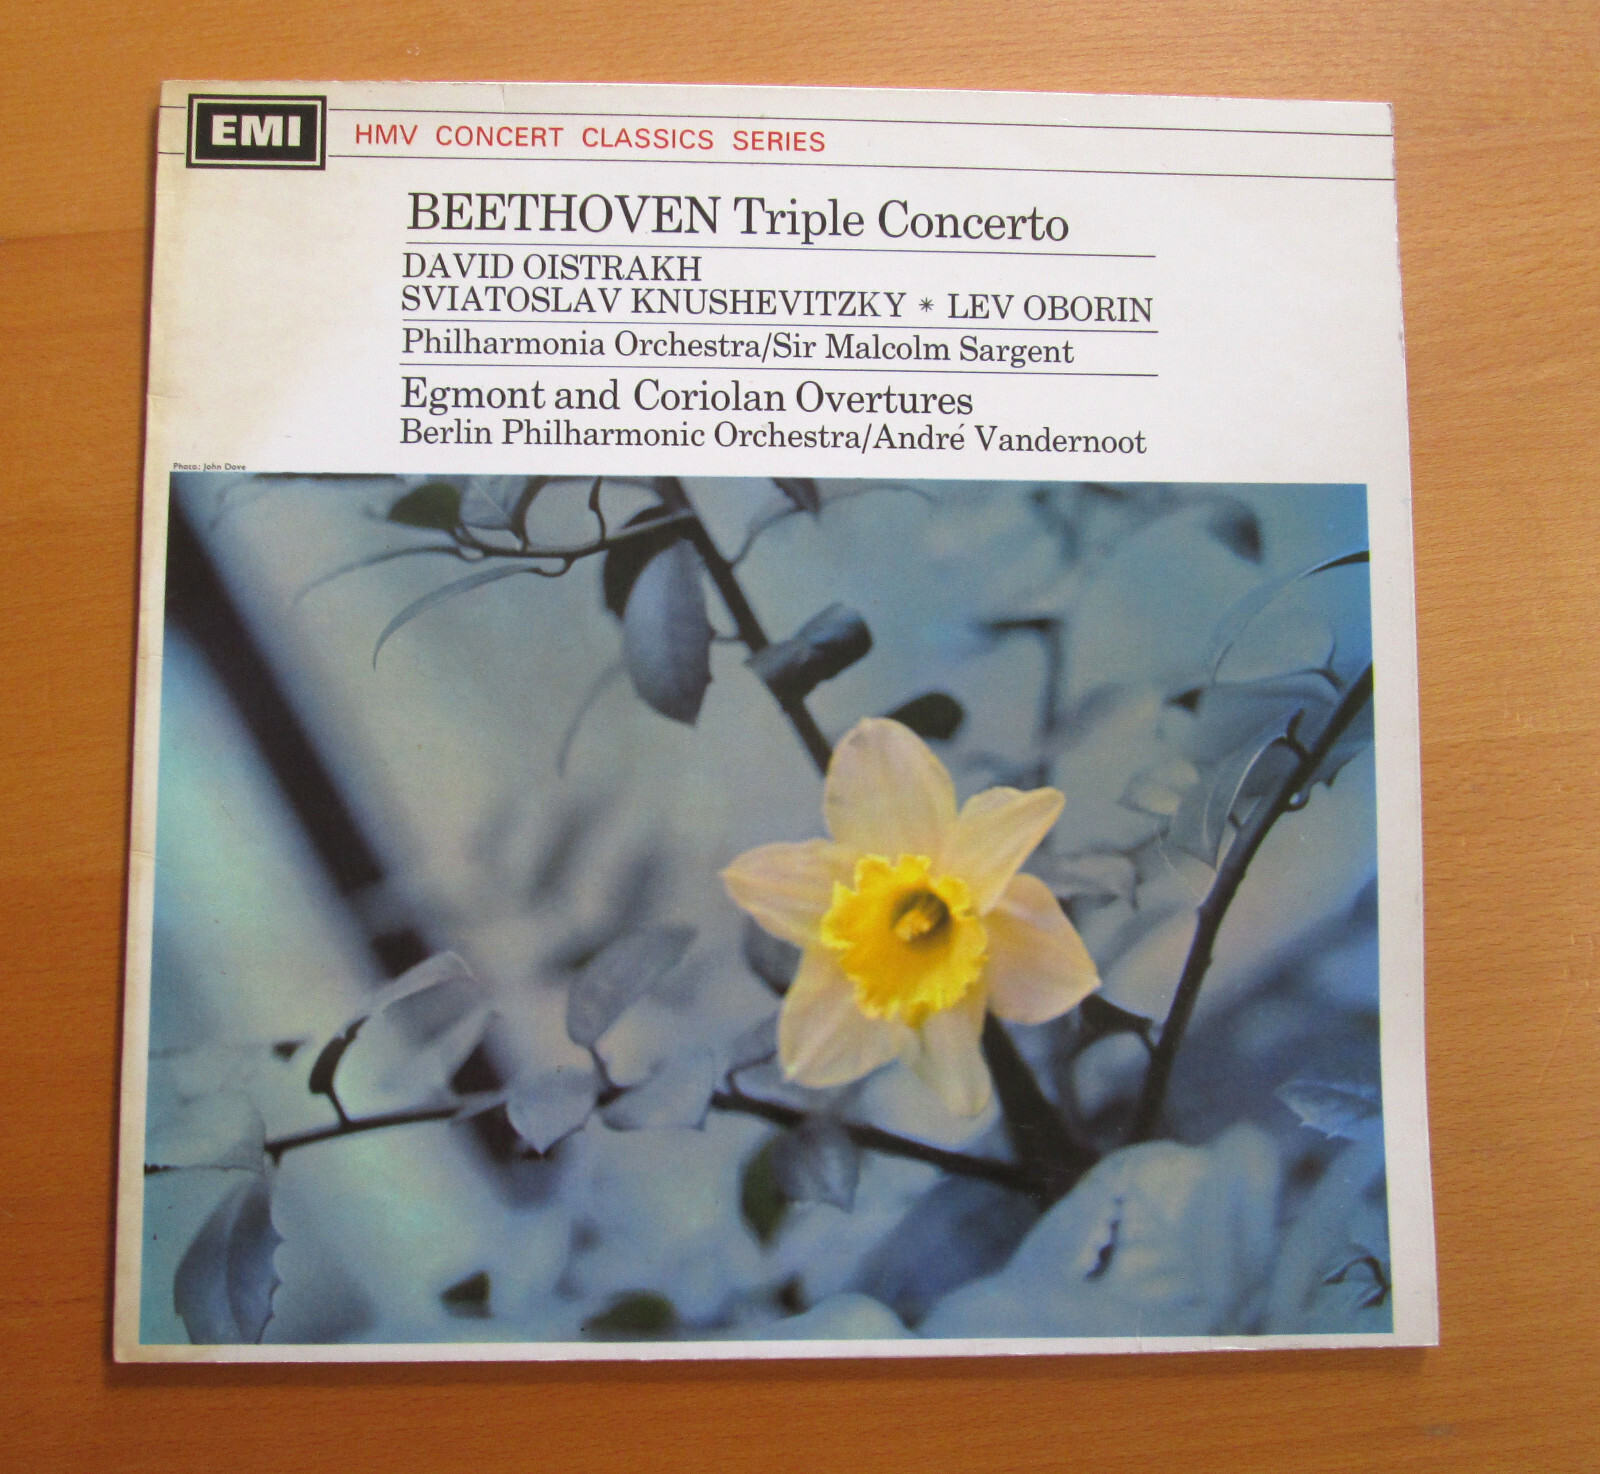 EMI
HMV CONCERT CLASSICS SERIES
BEETHOVEN Triple Concerto
DAVID OISTRAKH
SVIATOSLAV KNUSHEVITZKY * LEV OBORIN
Philharmonia Orchestra/Sir Malcolm Sargent
Egmont and Coriolan Overtures
Berlin Philharmonic Orchestra/André Vandernoot
Photo: John Dove